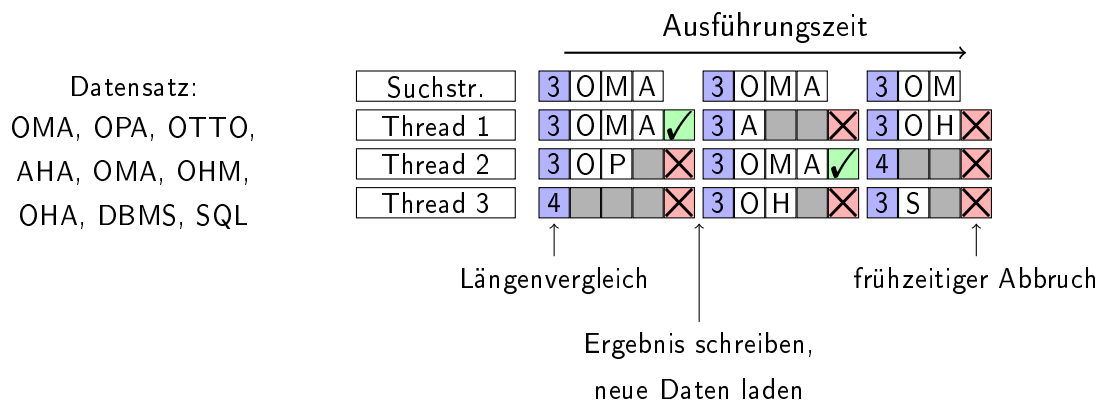 Ausführungszeit
Datensatz:
OMA, OPA, OTTO,
AHA, OMA, OHM,
OHA, DBMS, SQL
Suchstr. 3 O M A 3 O M A 3 O M
Thread 1 3 O M A ✓ 3 A ✕ 3 O H ✕
Thread 2 3 O P ✕ 3 O M A ✓ 4 ✕
Thread 3 4 ✕ 3 O H ✕ 3 S ✕
Längenvergleich
frühzeitiger Abbruch
Ergebnis schreiben,
neue Daten laden